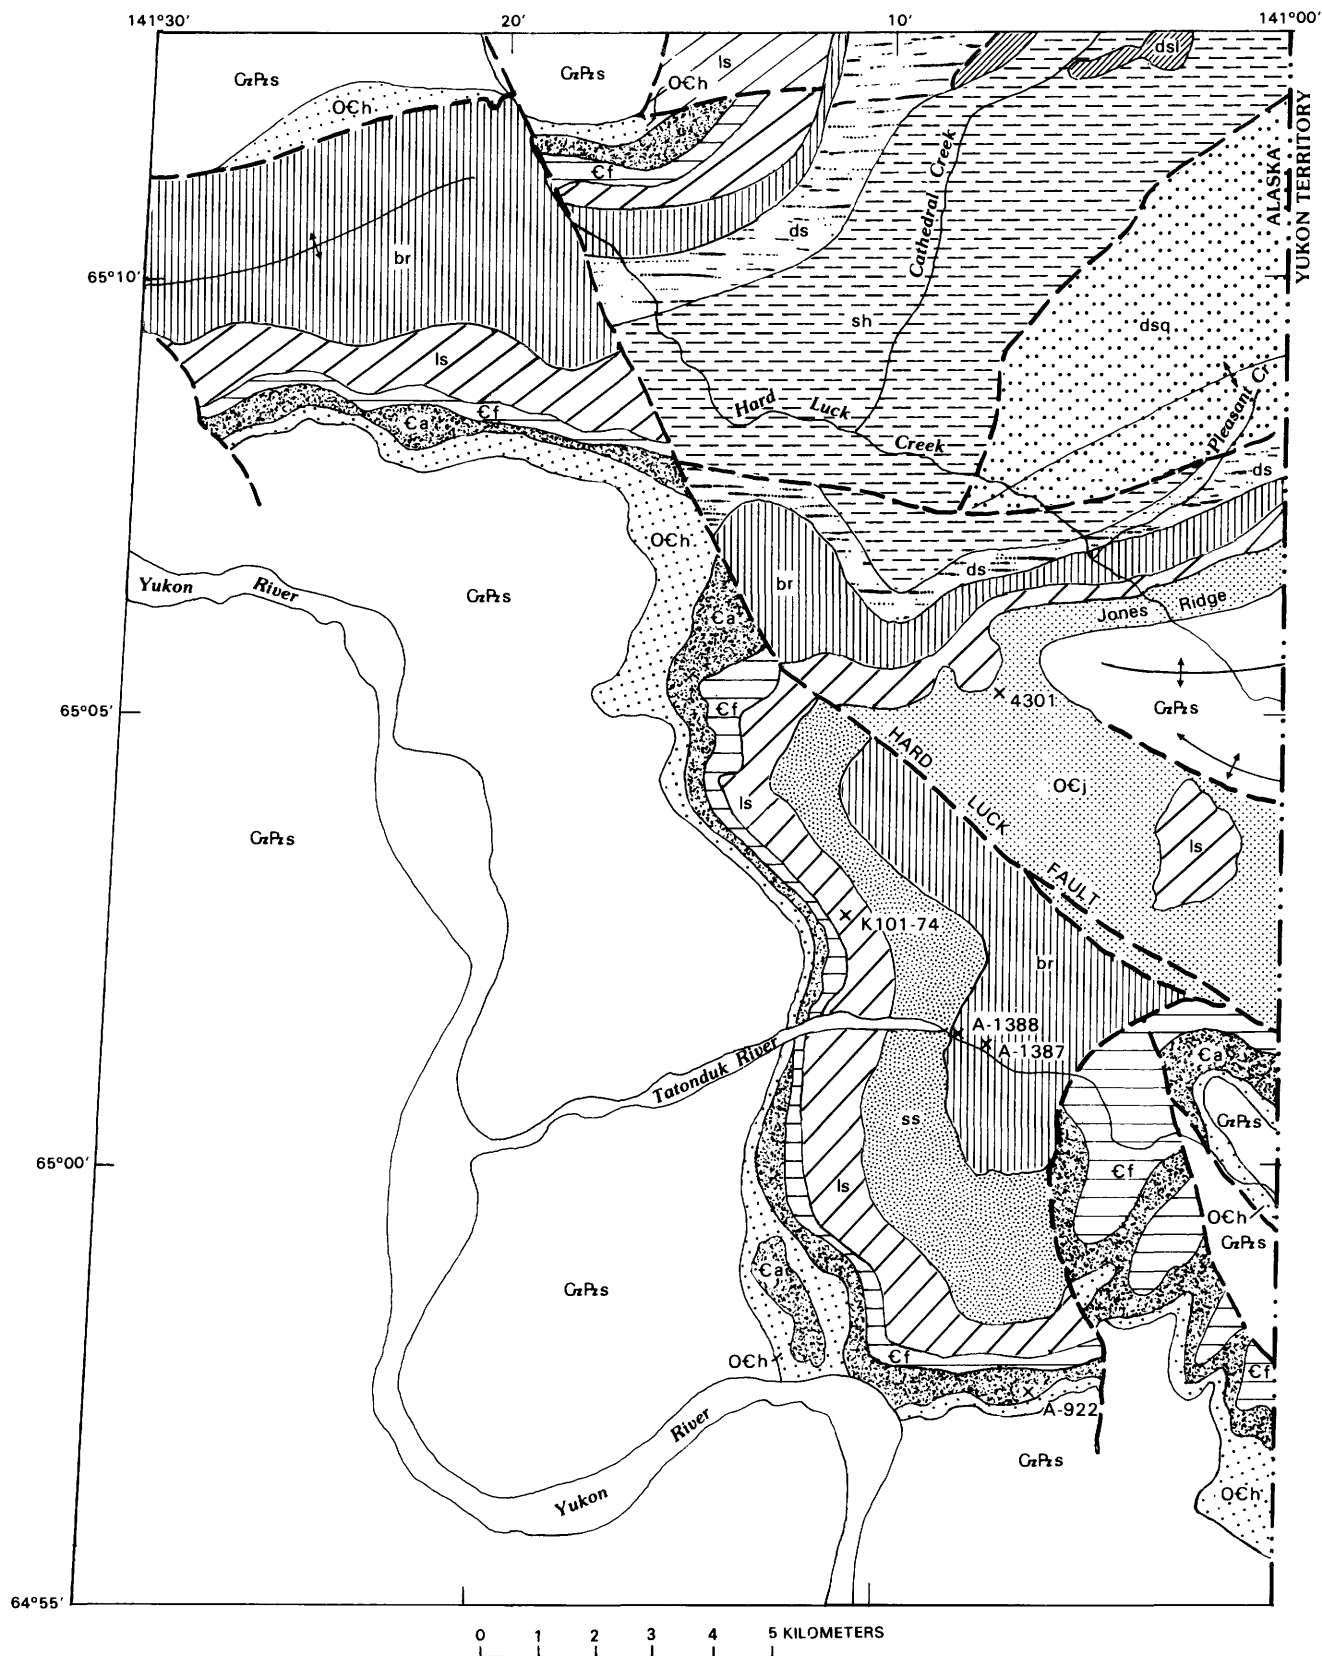 141°30′ 20′ 10′ 141°00′
CzPzs
CzPzs
ls
dsl
OЄh
OЄh
Cathedral Creek
ALASKA
YUKON TERRITORY
Єf
ds
br
65°10′
sh
dsq
ls
Pleasant Cr
Hard Luck Creek
Єf
Єa
ds
OЄh
ds
Yukon River
CzPzs
br
Jones Ridge
Єa
4301
65°05′
Єf
CzPzs
HARD LUCK FAULT
OЄj
ls
CzPzs
ls
K101-74
br
A-1388
A-1387
Єa
Tatonduk River
ss
CzPzs
65°00′
Єf
ls
OЄh
CzPzs
Єa
CzPzs
OЄh
Єf
Єf
A-922
River
CzPzs
Yukon
OЄh
64°55′
0 1 2 3 4 5 KILOMETERS